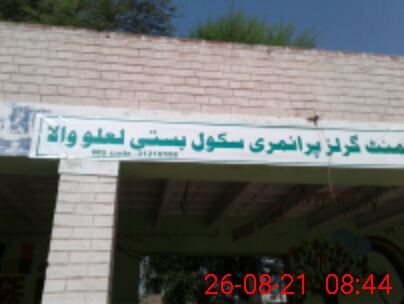 منٹ گرلز پرائمری سکول بستی لعلو والا
26-08-21 08:44